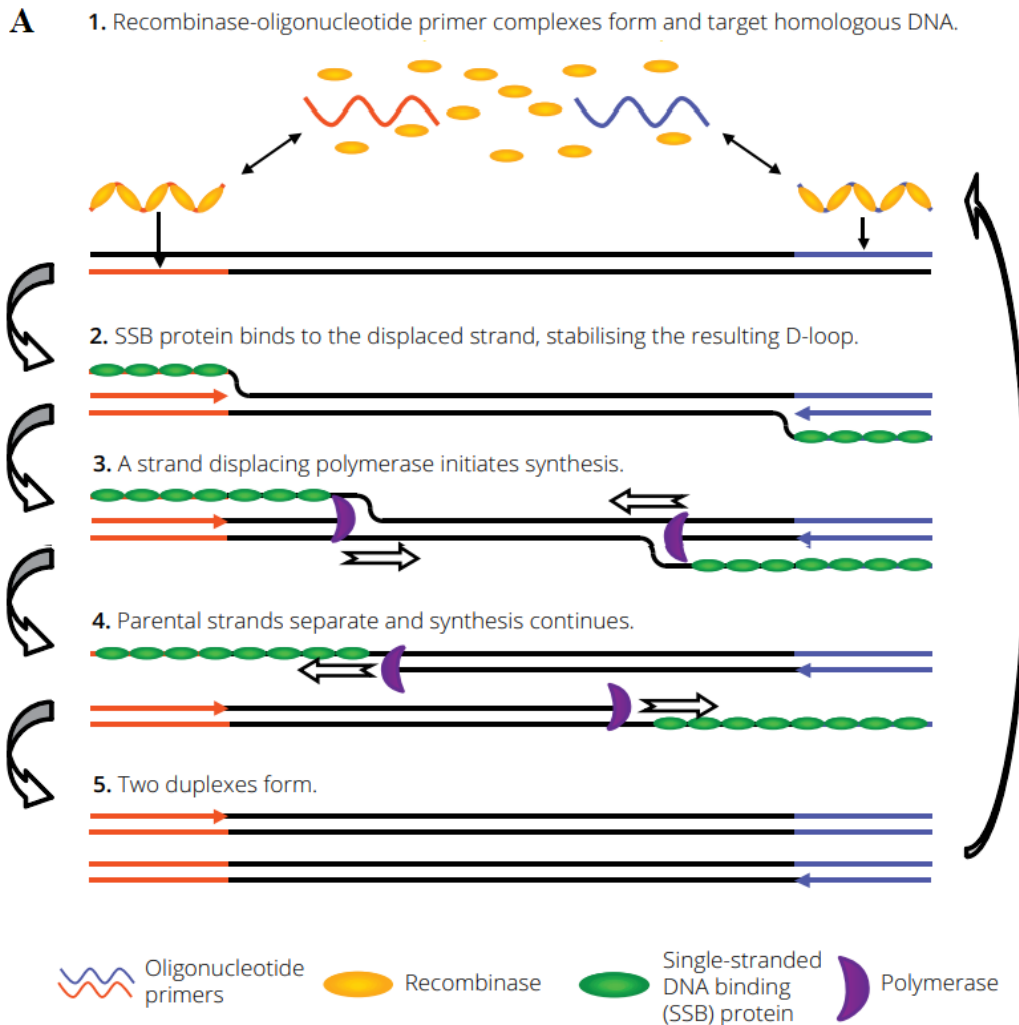 A
1. Recombinase-oligonucleotide primer complexes form and target homologous DNA.
2. SSB protein binds to the displaced strand, stabilising the resulting D-loop.
3. A strand displacing polymerase initiates synthesis.
4. Parental strands separate and synthesis continues.
5. Two duplexes form.
Oligonucleotide
primers
Recombinase
Single-stranded
DNA binding
(SSB) protein
Polymerase